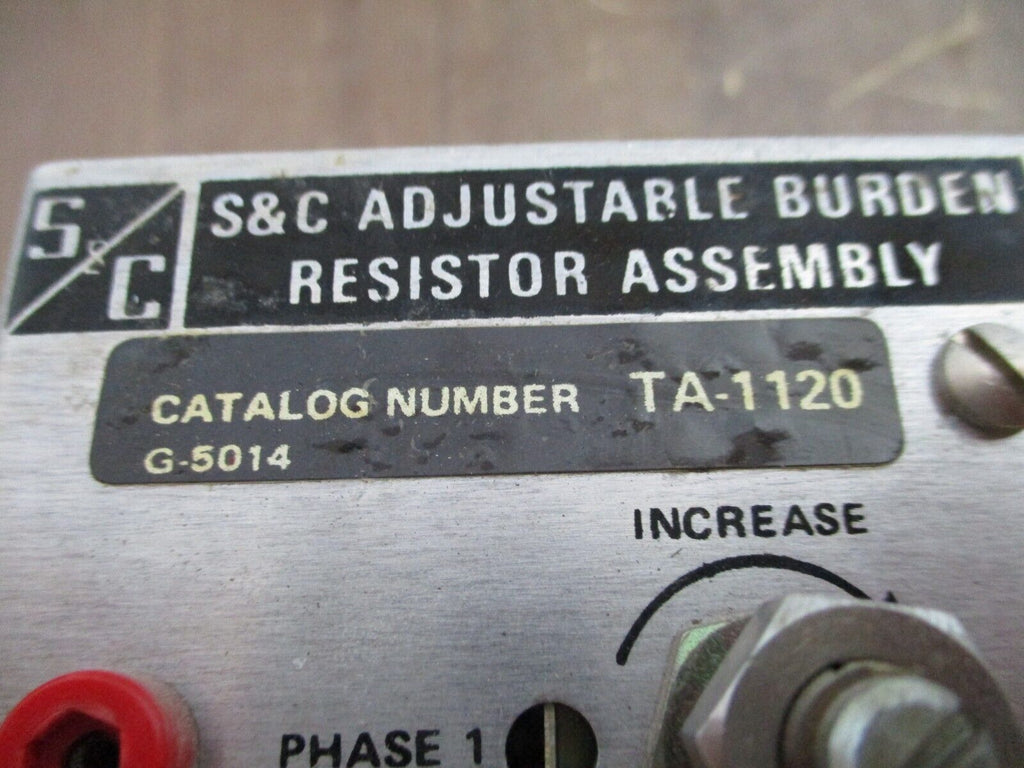 S&C
S&C ADJUSTABLE BURDEN
RESISTOR ASSEMBLY
CATALOG NUMBER TA-1120
G-5014
INCREASE
PHASE 1